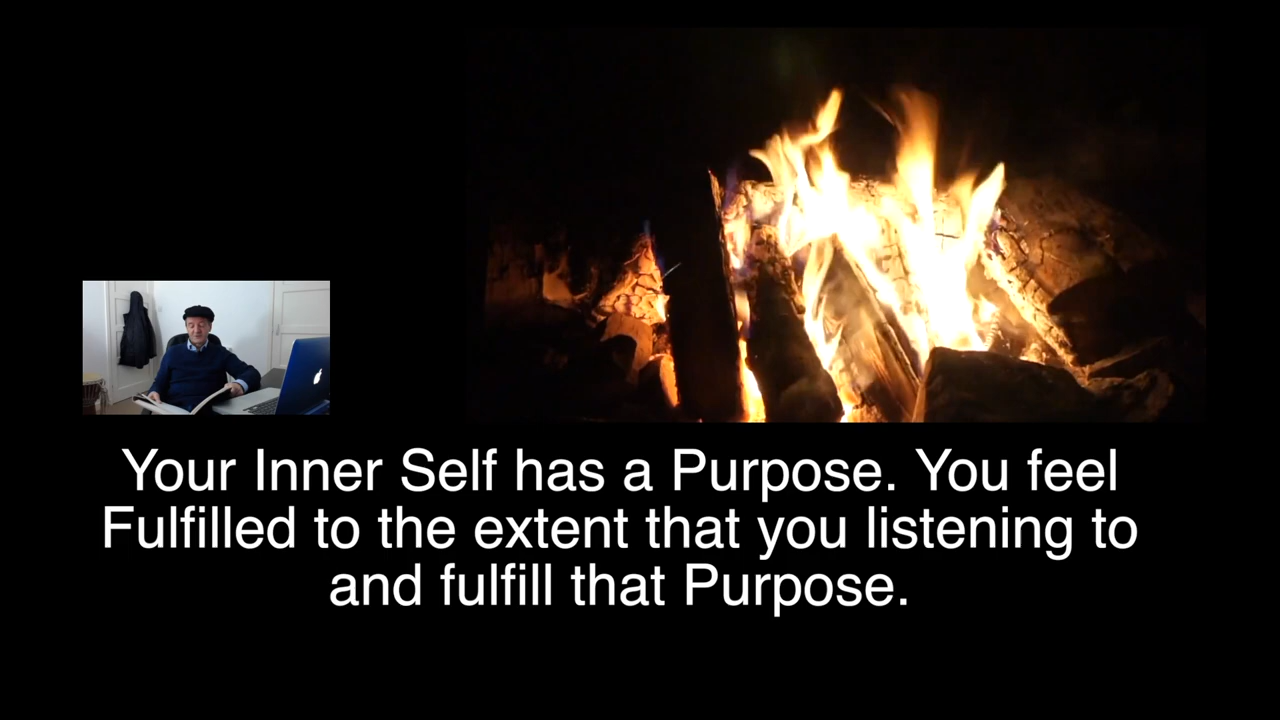 Your Inner Self has a Purpose. You feel
Fulfilled to the extent that you listening to
and fulfill that Purpose.